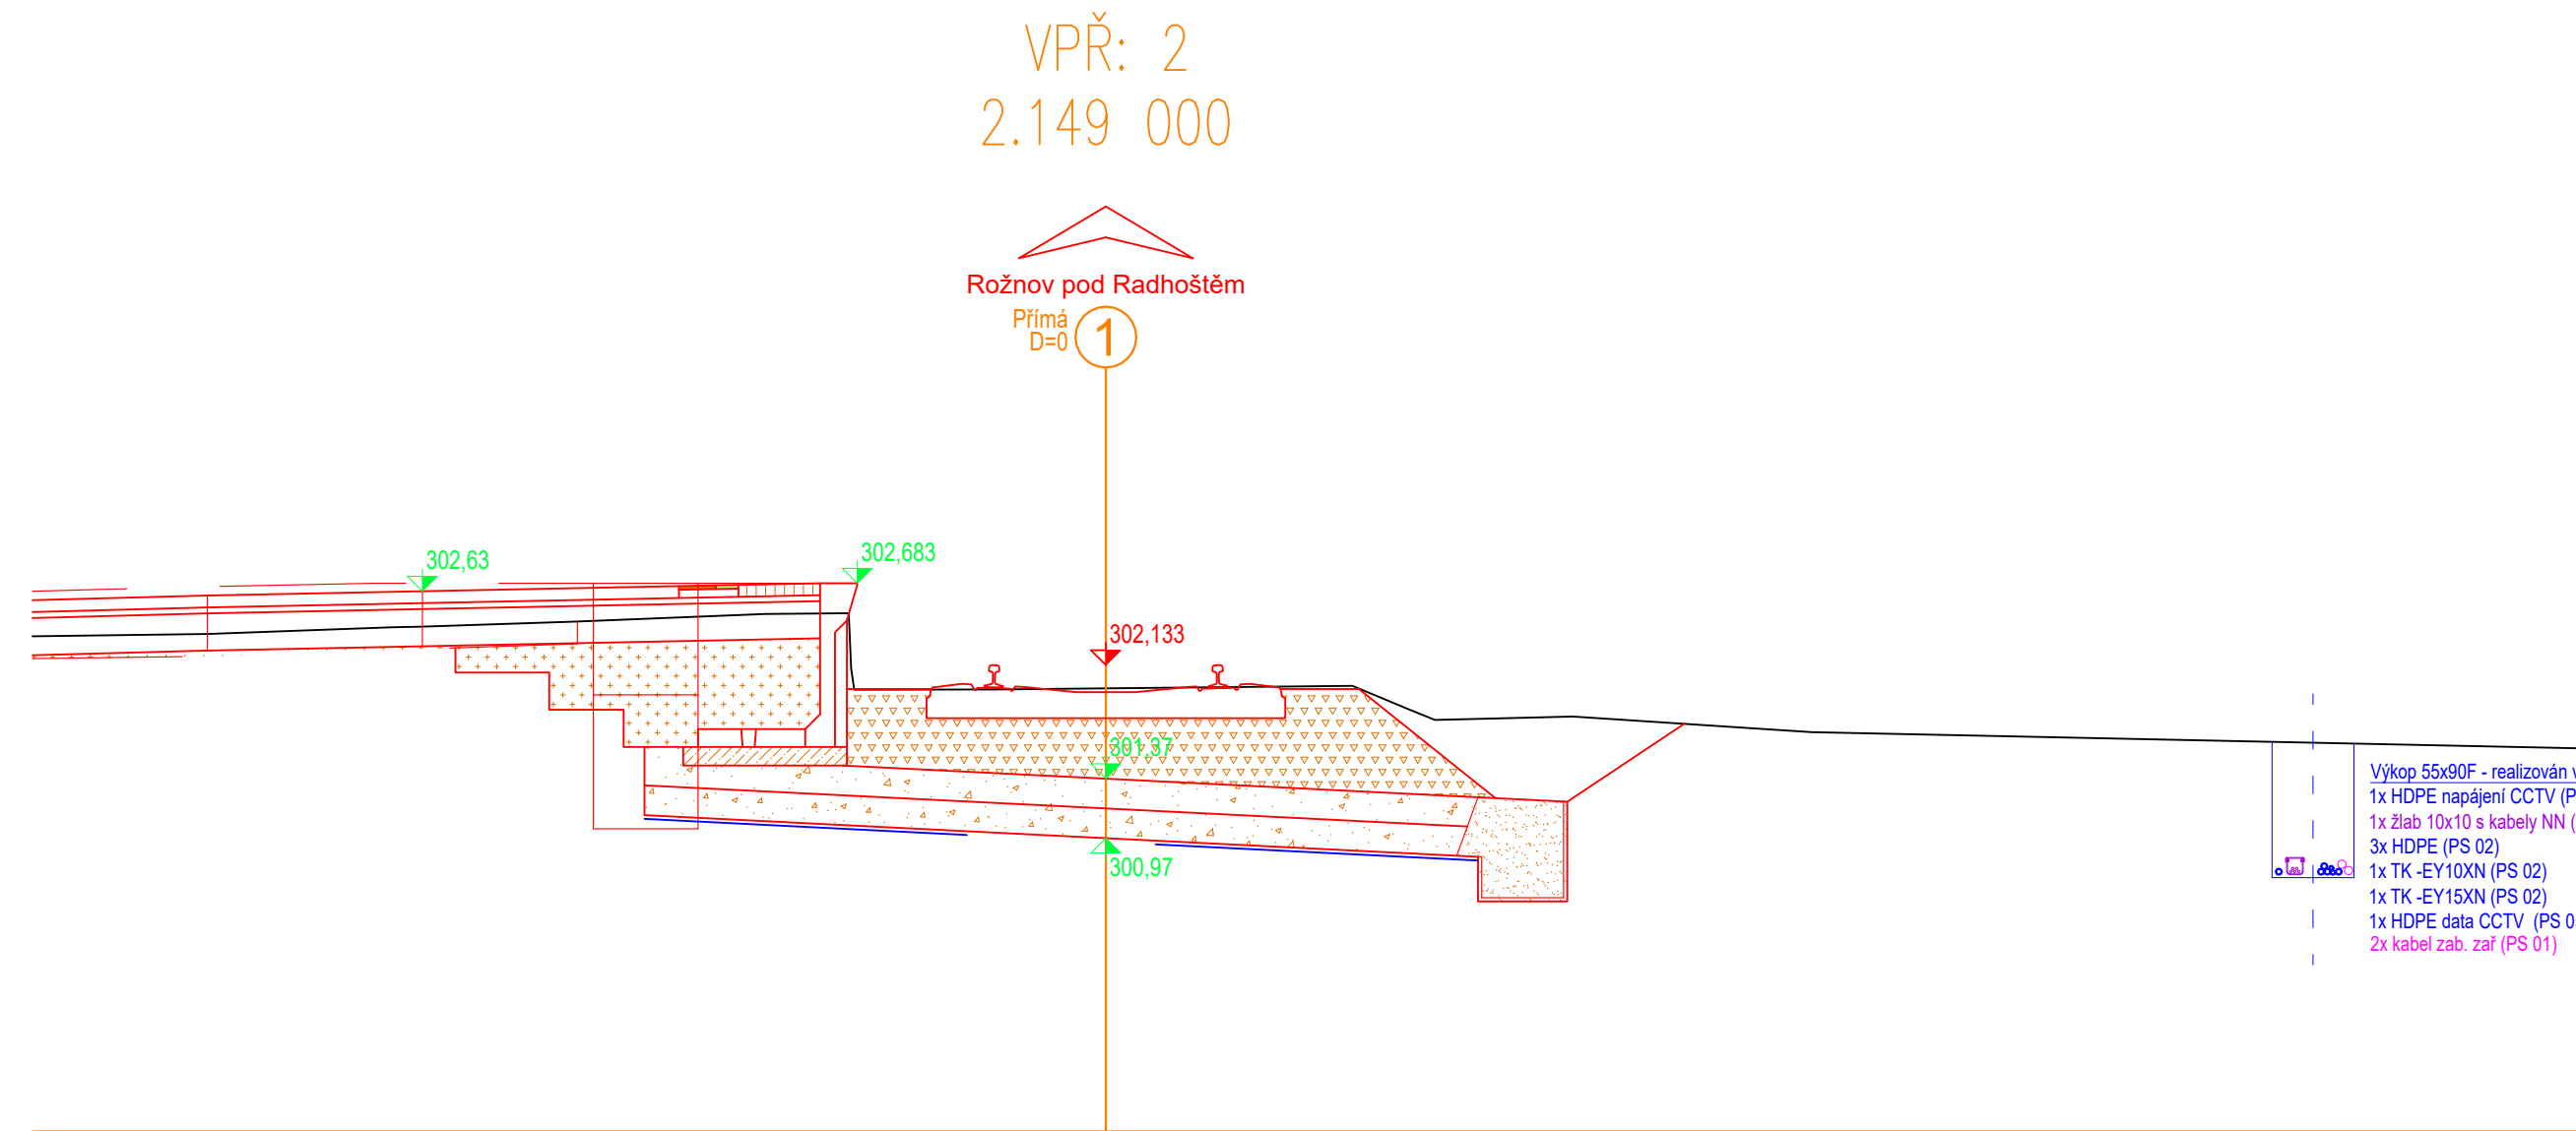 VPŘ: 2
2.149 000
Rožnov pod Radhoštěm
Přímá
D=0
1
302,63
302,683
302,133
301,37
300,97
Výkop 55x90F - realizován v
1x HDPE napájení CCTV (P
1x žlab 10x10 s kabely NN (
3x HDPE (PS 02)
1x TK -EY10XN (PS 02)
1x TK -EY15XN (PS 02)
1x HDPE data CCTV (PS 0
2x kabel zab. zař (PS 01)